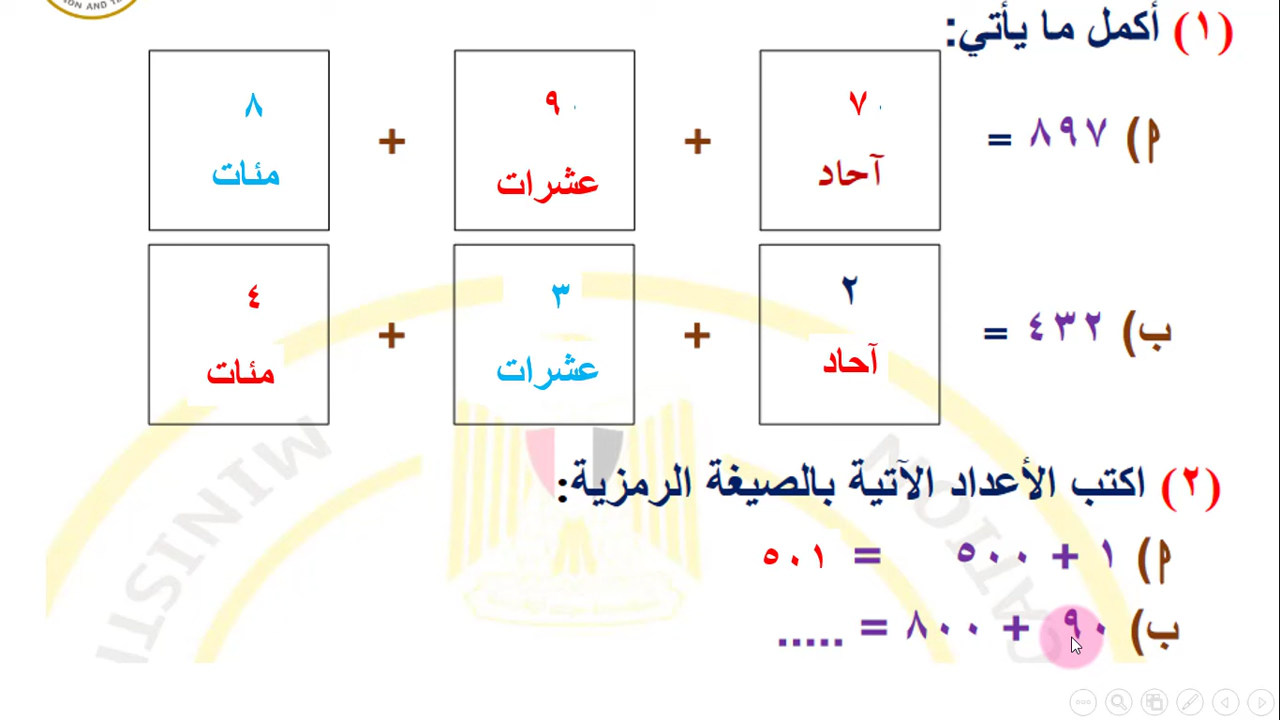 (١) أكمل ما يأتي:
أ) ٨٩٧ = ٧ آحاد + ٩ عشرات + ٨ مئات
ب) ٤٣٢ = ٢ آحاد + ٣ عشرات + ٤ مئات
(٢) اكتب الأعداد الآتية بالصيغة الرمزية:
أ) ١ + ٥٠٠ = ٥٠١
ب) ٩٠ + ٨٠٠ = .....